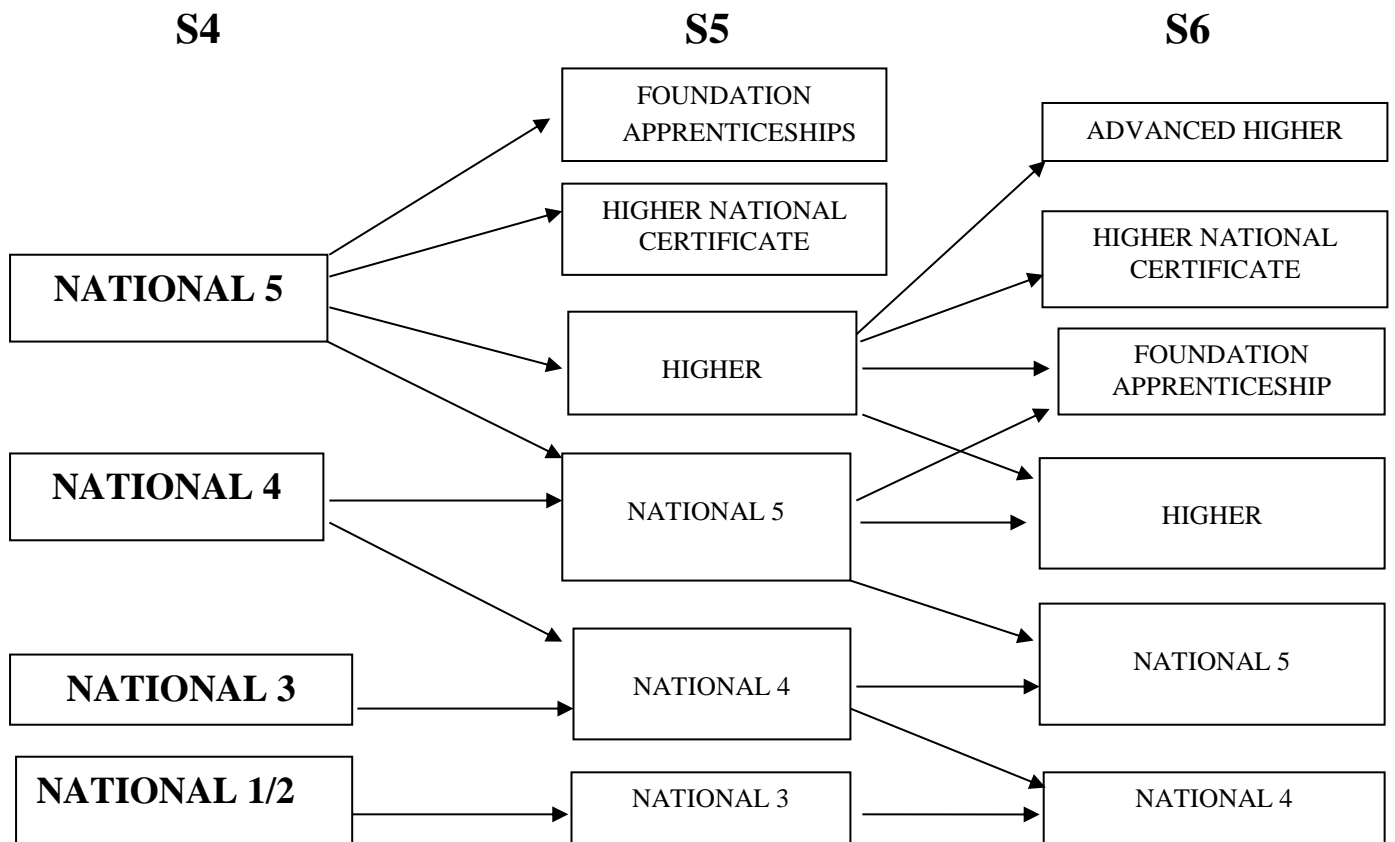 S4
S5
S6
FOUNDATION
APPRENTICESHIPS
ADVANCED HIGHER
HIGHER NATIONAL
CERTIFICATE
HIGHER NATIONAL
CERTIFICATE
NATIONAL 5
HIGHER
FOUNDATION
APPRENTICESHIP
NATIONAL 4
NATIONAL 5
HIGHER
NATIONAL 3
NATIONAL 4
NATIONAL 5
NATIONAL 1/2
NATIONAL 3
NATIONAL 4